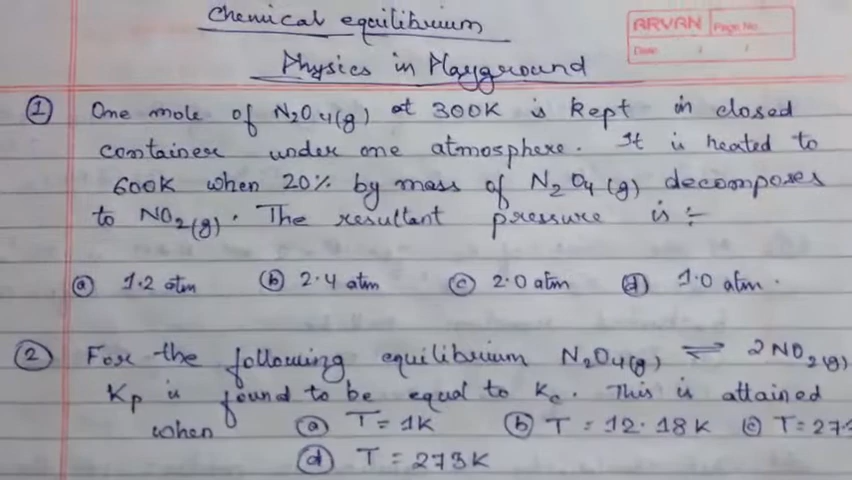 Chemical equilibrium
Physics in Playground
ARVAN Page No.
Date: / /
① One mole of N₂O₄(g) at 300K is kept in closed
container under one atmosphere. It is heated to
600K when 20% by mass of N₂O₄(g) decomposes
to NO₂(g). The resultant pressure is :-
ⓐ 1.2 atm ⓑ 2.4 atm ⓒ 2.0 atm ⓓ 1.0 atm.
② For the following equilibrium N₂O₄(g) ⇌ 2NO₂(g)
Kp is found to be equal to Kc. This is attained
when ⓐ T = 1K ⓑ T = 12.18K ⓒ T = 27.3
ⓓ T = 273K